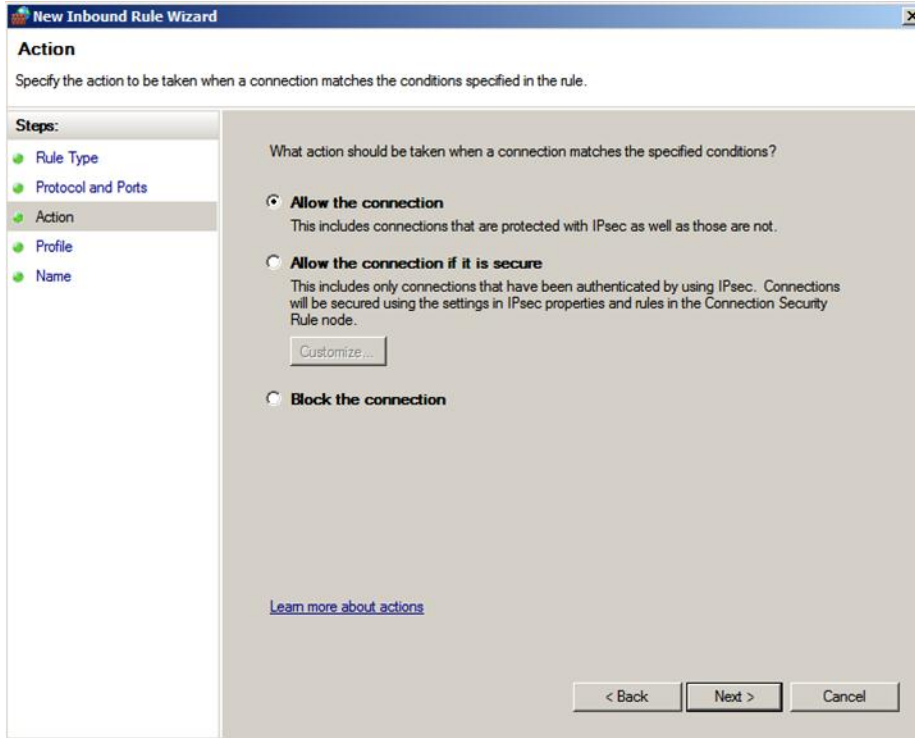 New Inbound Rule Wizard
Action
Specify the action to be taken when a connection matches the conditions specified in the rule.
Steps:
Rule Type
Protocol and Ports
Action
Profile
Name
What action should be taken when a connection matches the specified conditions?
Allow the connection
This includes connections that are protected with IPsec as well as those are not.
Allow the connection if it is secure
This includes only connections that have been authenticated by using IPsec. Connections
will be secured using the settings in IPsec properties and rules in the Connection Security
Rule node.
Customize...
Block the connection
Learn more about actions
< Back
Next >
Cancel